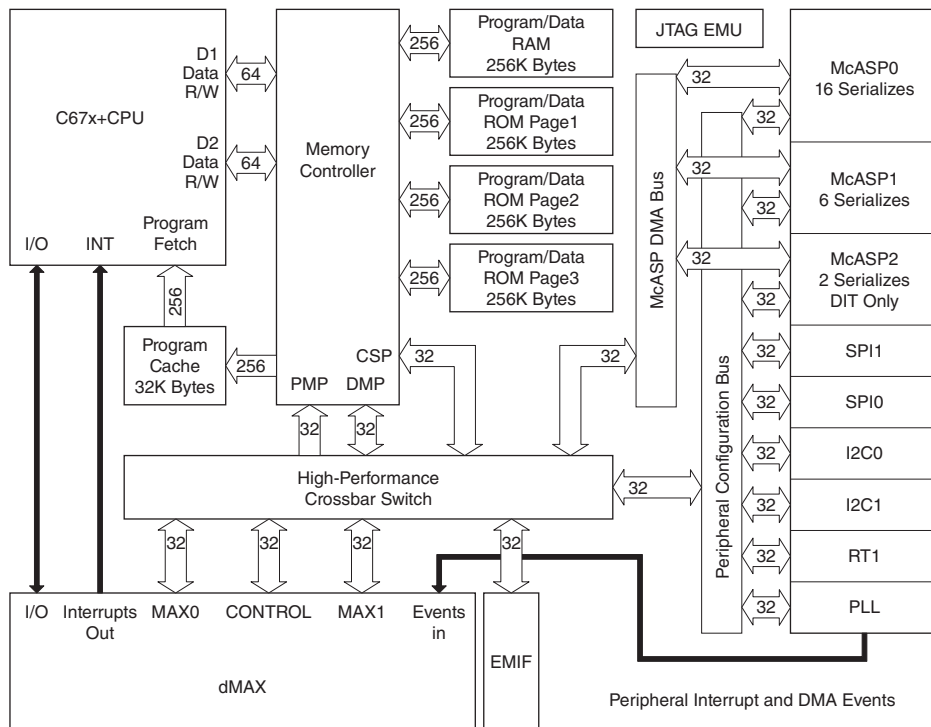 C67x+CPU
D1
Data
R/W
D2
Data
R/W
I/O
INT
Program
Fetch
64
64
256
Program
Cache
32K Bytes
256
Memory
Controller
CSP
PMP
DMP
256
256
256
256
Program/Data
RAM
256K Bytes
Program/Data
ROM Page1
256K Bytes
Program/Data
ROM Page2
256K Bytes
Program/Data
ROM Page3
256K Bytes
JTAG EMU
McASP DMA Bus
Peripheral Configuration Bus
32
32
32
32
32
32
32
32
32
32
32
32
32
McASP0
16 Serializes
McASP1
6 Serializes
McASP2
2 Serializes
DIT Only
SPI1
SPI0
I2C0
I2C1
RT1
PLL
32
32
32
32
High-Performance
Crossbar Switch
32
32
32
32
32
I/O
Interrupts
Out
MAX0
CONTROL
MAX1
Events
in
dMAX
EMIF
Peripheral Interrupt and DMA Events